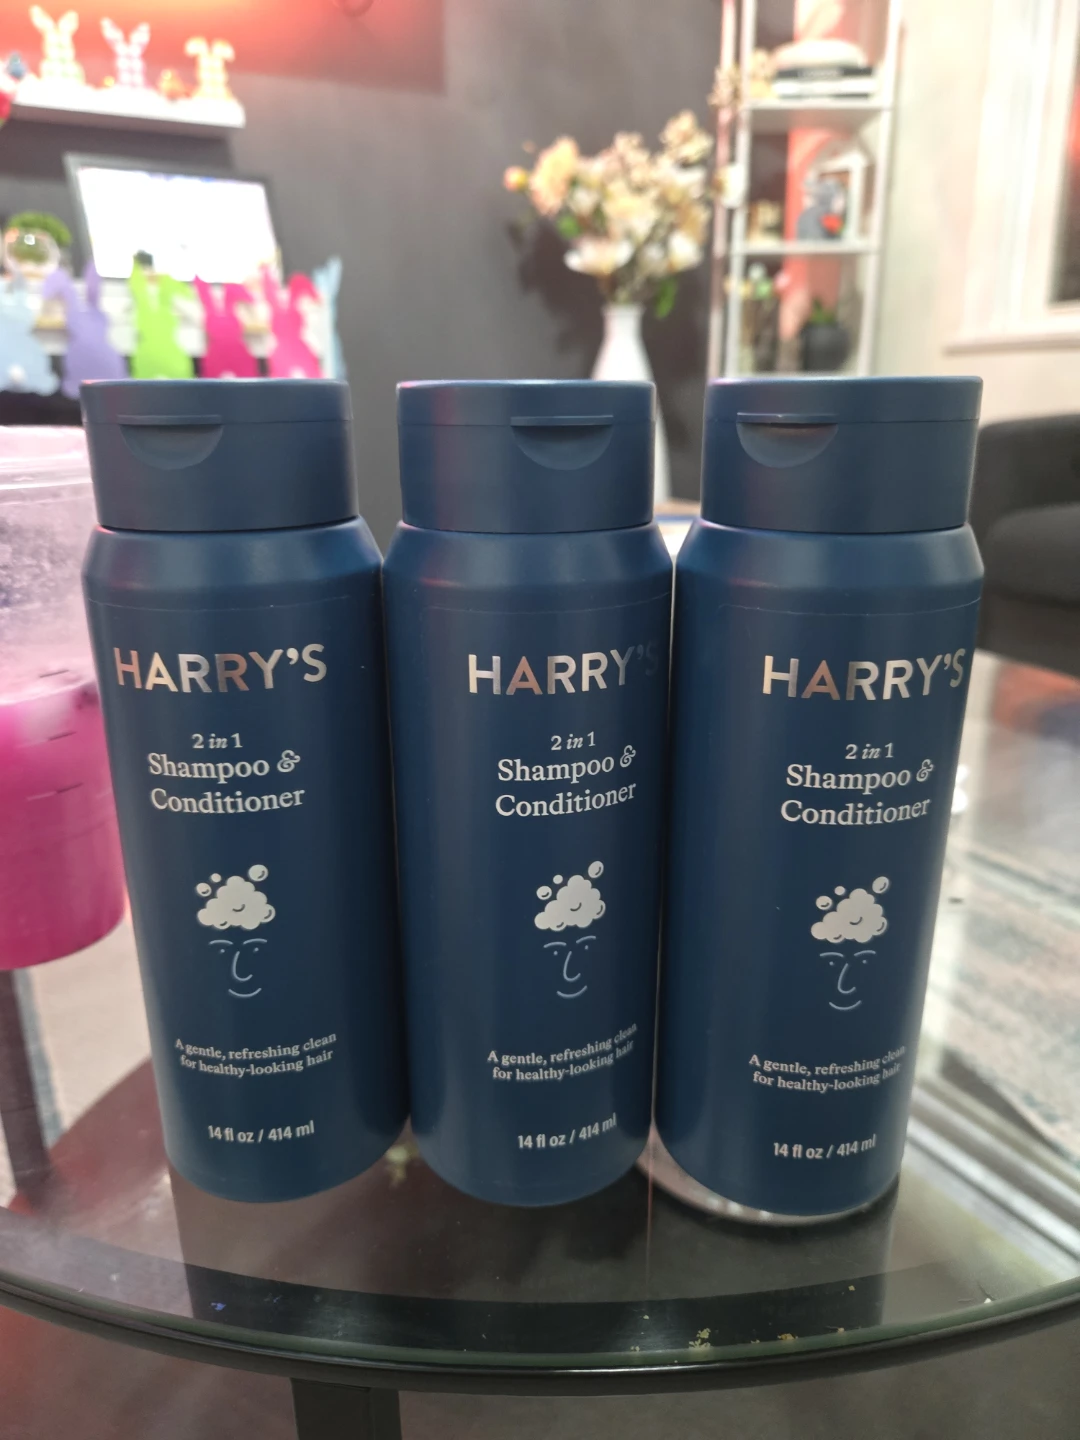 HARRY'S
2 in 1
Shampoo &
Conditioner
A gentle, refreshing clean
for healthy-looking hair
14 fl oz / 414 ml
HARRY'S
2 in 1
Shampoo &
Conditioner
A gentle, refreshing clean
for healthy-looking hair
14 fl oz / 414 ml
HARRY'S
2 in 1
Shampoo &
Conditioner
A gentle, refreshing clean
for healthy-looking hair
14 fl oz / 414 ml